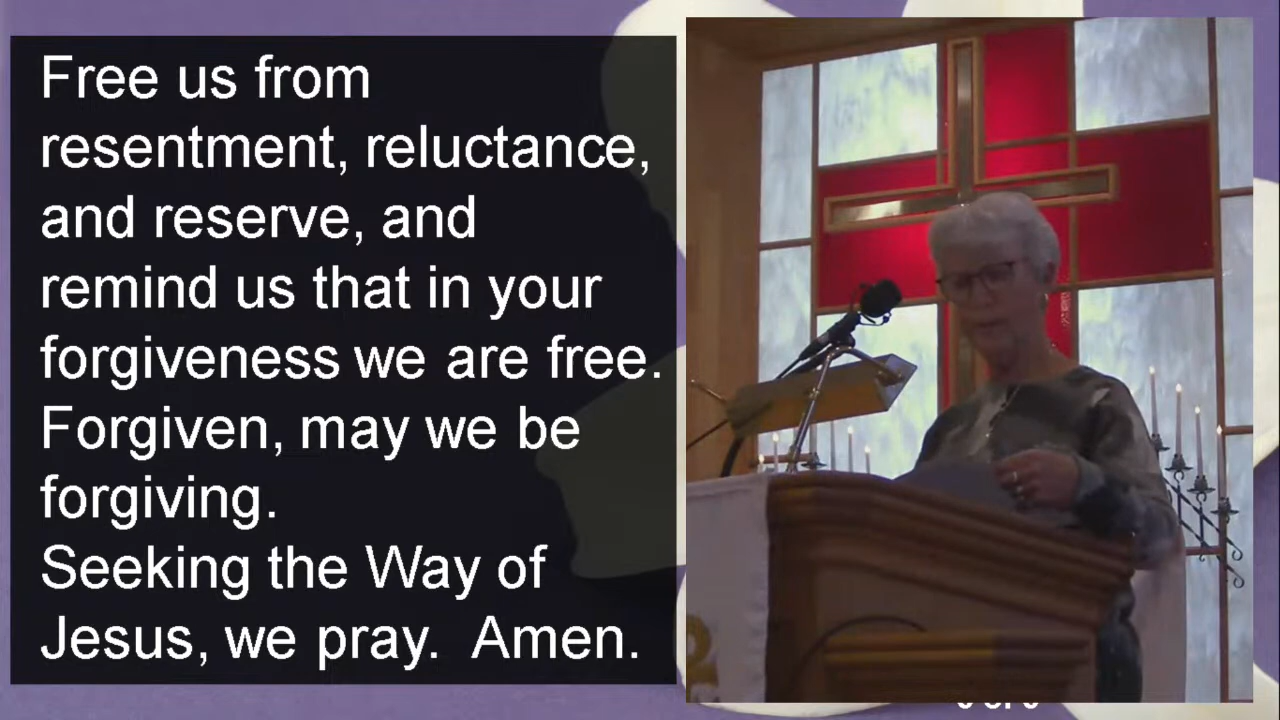 Free us from
resentment, reluctance,
and reserve, and
remind us that in your
forgiveness we are free.
Forgiven, may we be
forgiving.
Seeking the Way of
Jesus, we pray.  Amen.